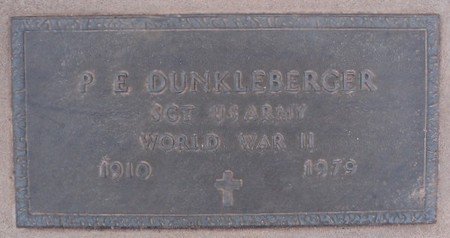 P E DUNKLEBERGER
SGT US ARMY
WORLD WAR II
1910 1979